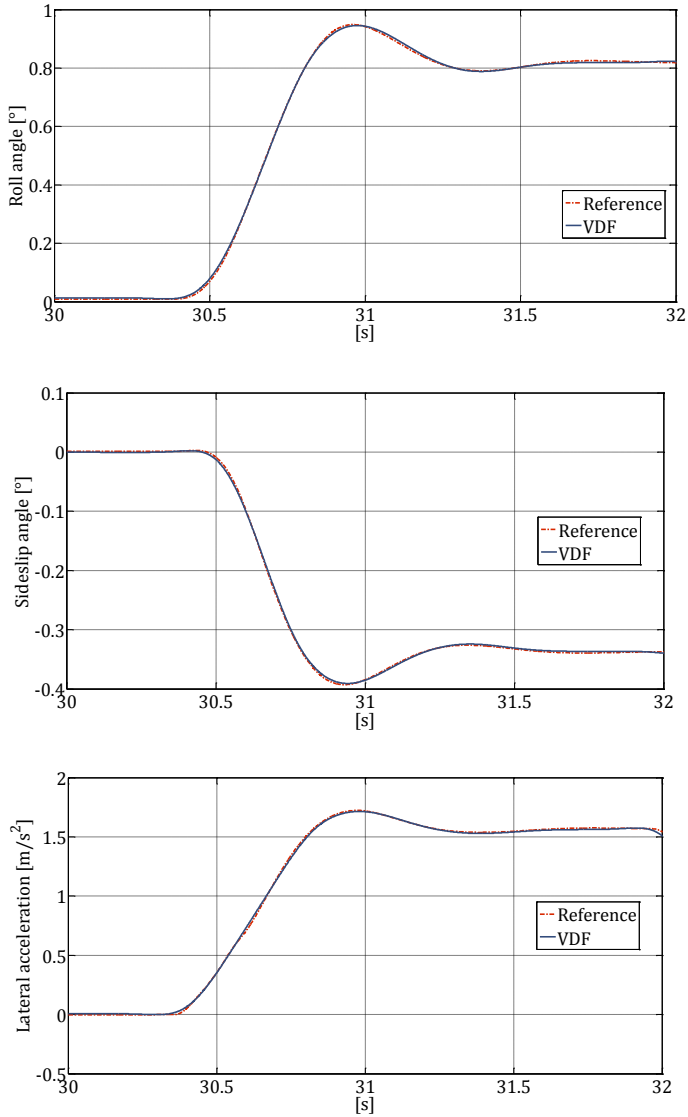 1
0.8
0.6
0.4
0.2
0
Roll angle [°]
Reference
VDF
30 30.5 31 31.5 32
[s]
0.1
0
-0.1
-0.2
-0.3
-0.4
Sideslip angle [°]
Reference
VDF
30 30.5 31 31.5 32
[s]
2
1.5
1
0.5
0
-0.5
Lateral acceleration [m/s²]
Reference
VDF
30 30.5 31 31.5 32
[s]